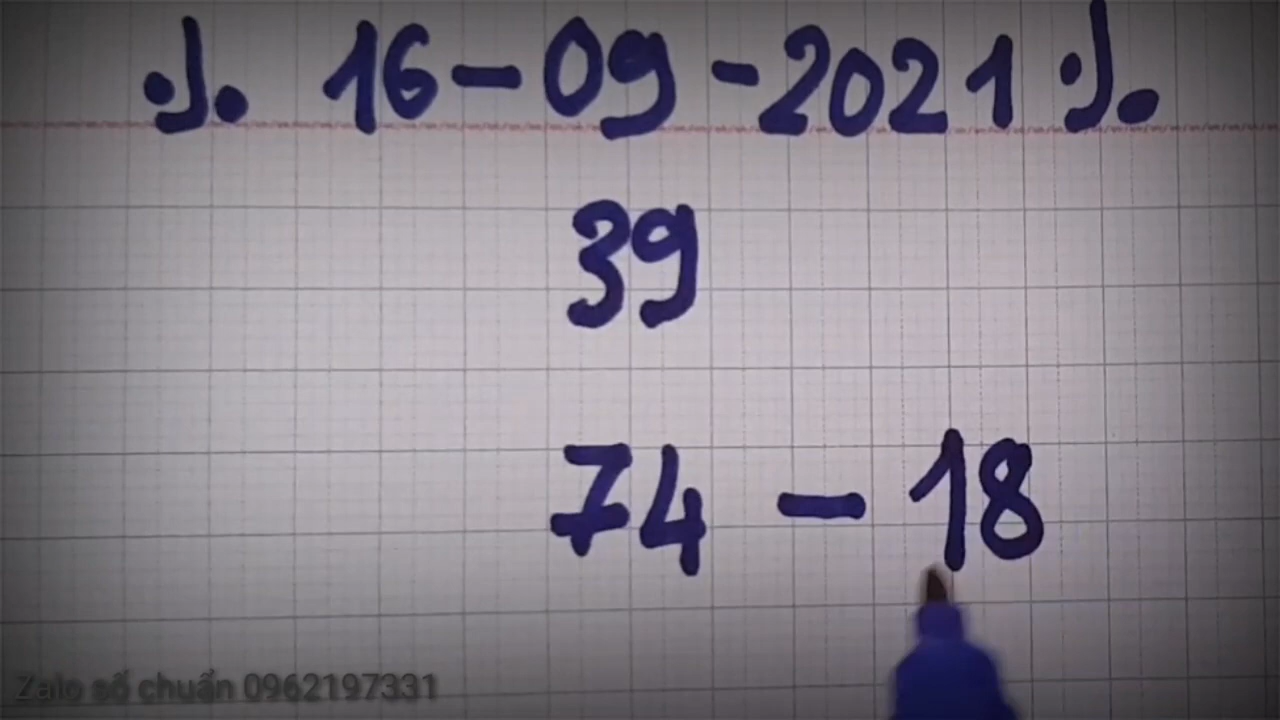 16-09-2021
39
74 - 18
Zalo số chuẩn 0962197331